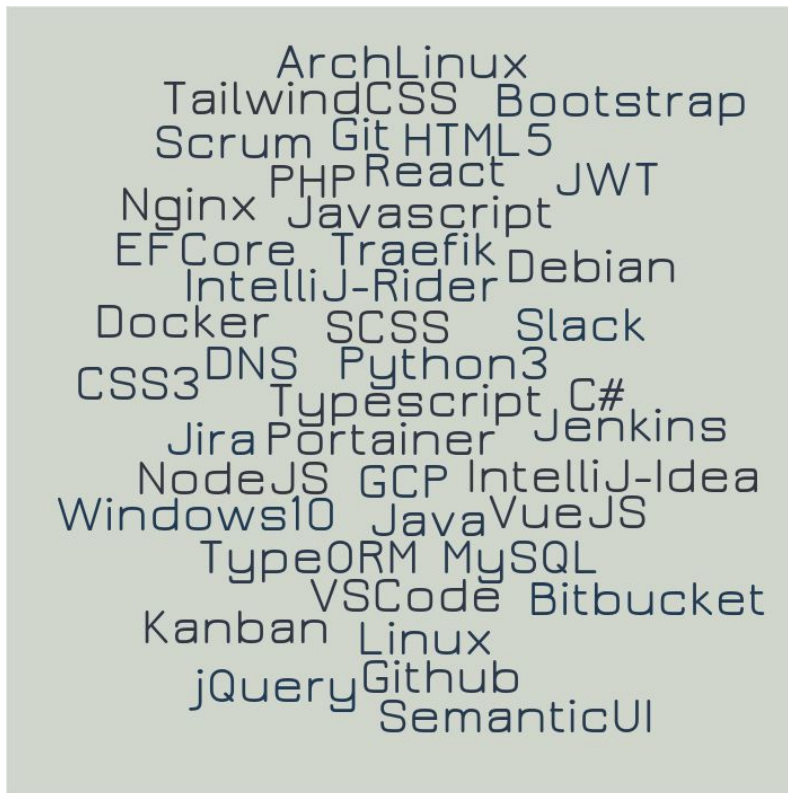 ArchLinux
TailwindCSS Bootstrap
Scrum Git HTML5
PHP React JWT
Nginx Javascript
EFCore Traefik Debian
IntelliJ-Rider
Docker SCSS Slack
CSS3 DNS Python3
Typescript C#
Jira Portainer Jenkins
NodeJS GCP IntelliJ-Idea
Windows10 Java VueJS
TypeORM MySQL
VSCode Bitbucket
Kanban Linux
jQuery Github
SemanticUI